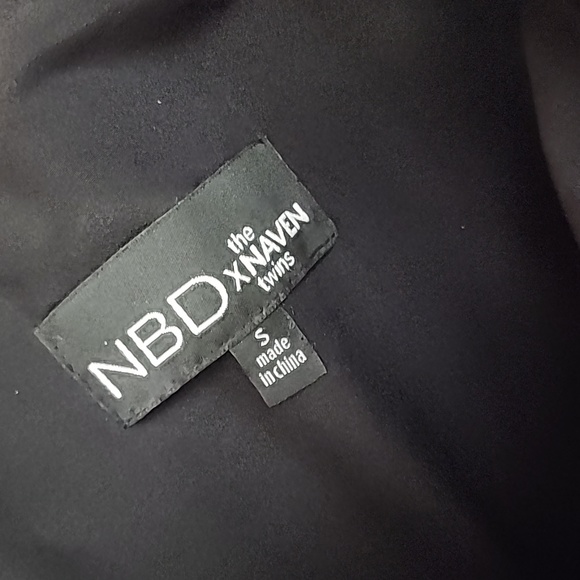 NBD x the NAVEN twins
S
made
in china